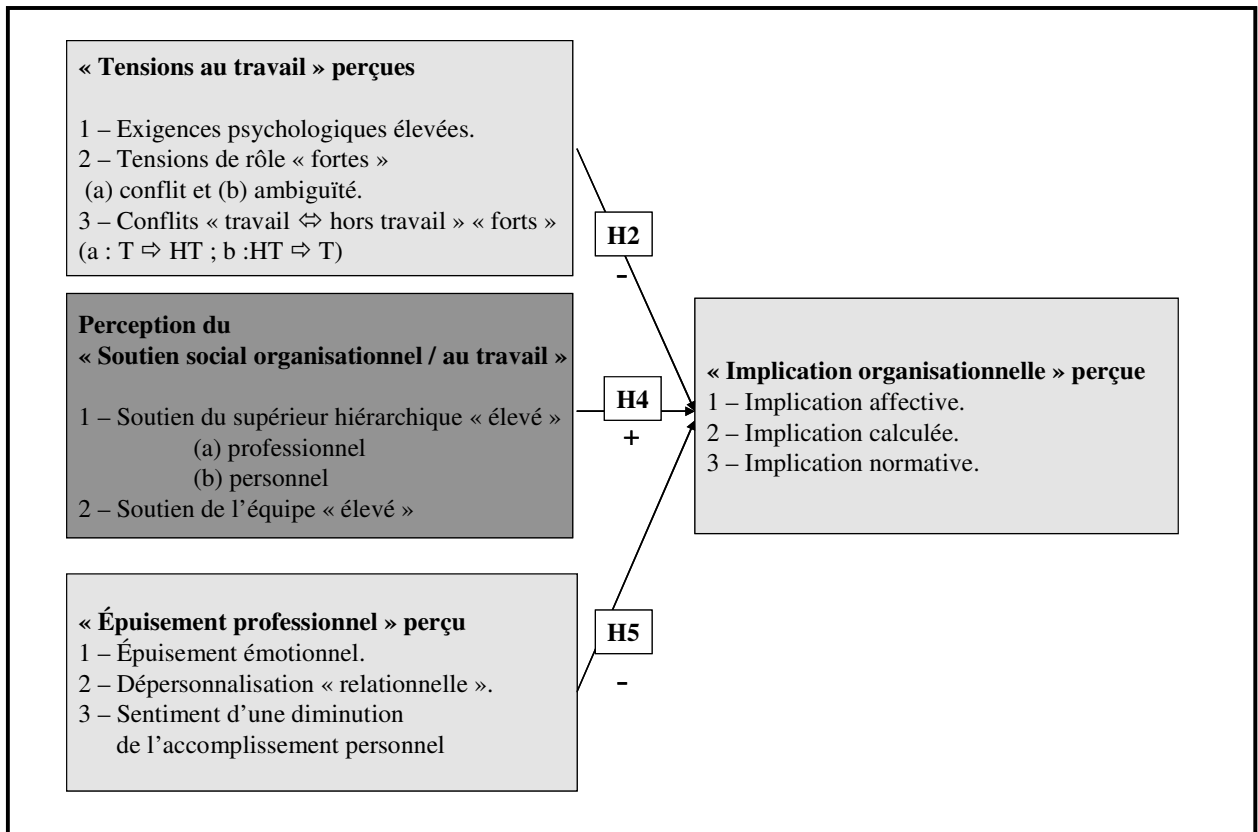 « Tensions au travail » perçues
1 – Exigences psychologiques élevées.
2 – Tensions de rôle « fortes »
(a) conflit et (b) ambiguïté.
3 – Conflits « travail ⬄ hors travail » « forts »
(a : T ⇨ HT ; b :HT ⇨ T)
H2
-
Perception du
« Soutien social organisationnel / au travail »
1 – Soutien du supérieur hiérarchique « élevé »
(a) professionnel
(b) personnel
2 – Soutien de l’équipe « élevé »
H4
+
« Implication organisationnelle » perçue
1 – Implication affective.
2 – Implication calculée.
3 – Implication normative.
« Épuisement professionnel » perçu
1 – Épuisement émotionnel.
2 – Dépersonnalisation « relationnelle ».
3 – Sentiment d’une diminution
de l’accomplissement personnel
H5
-